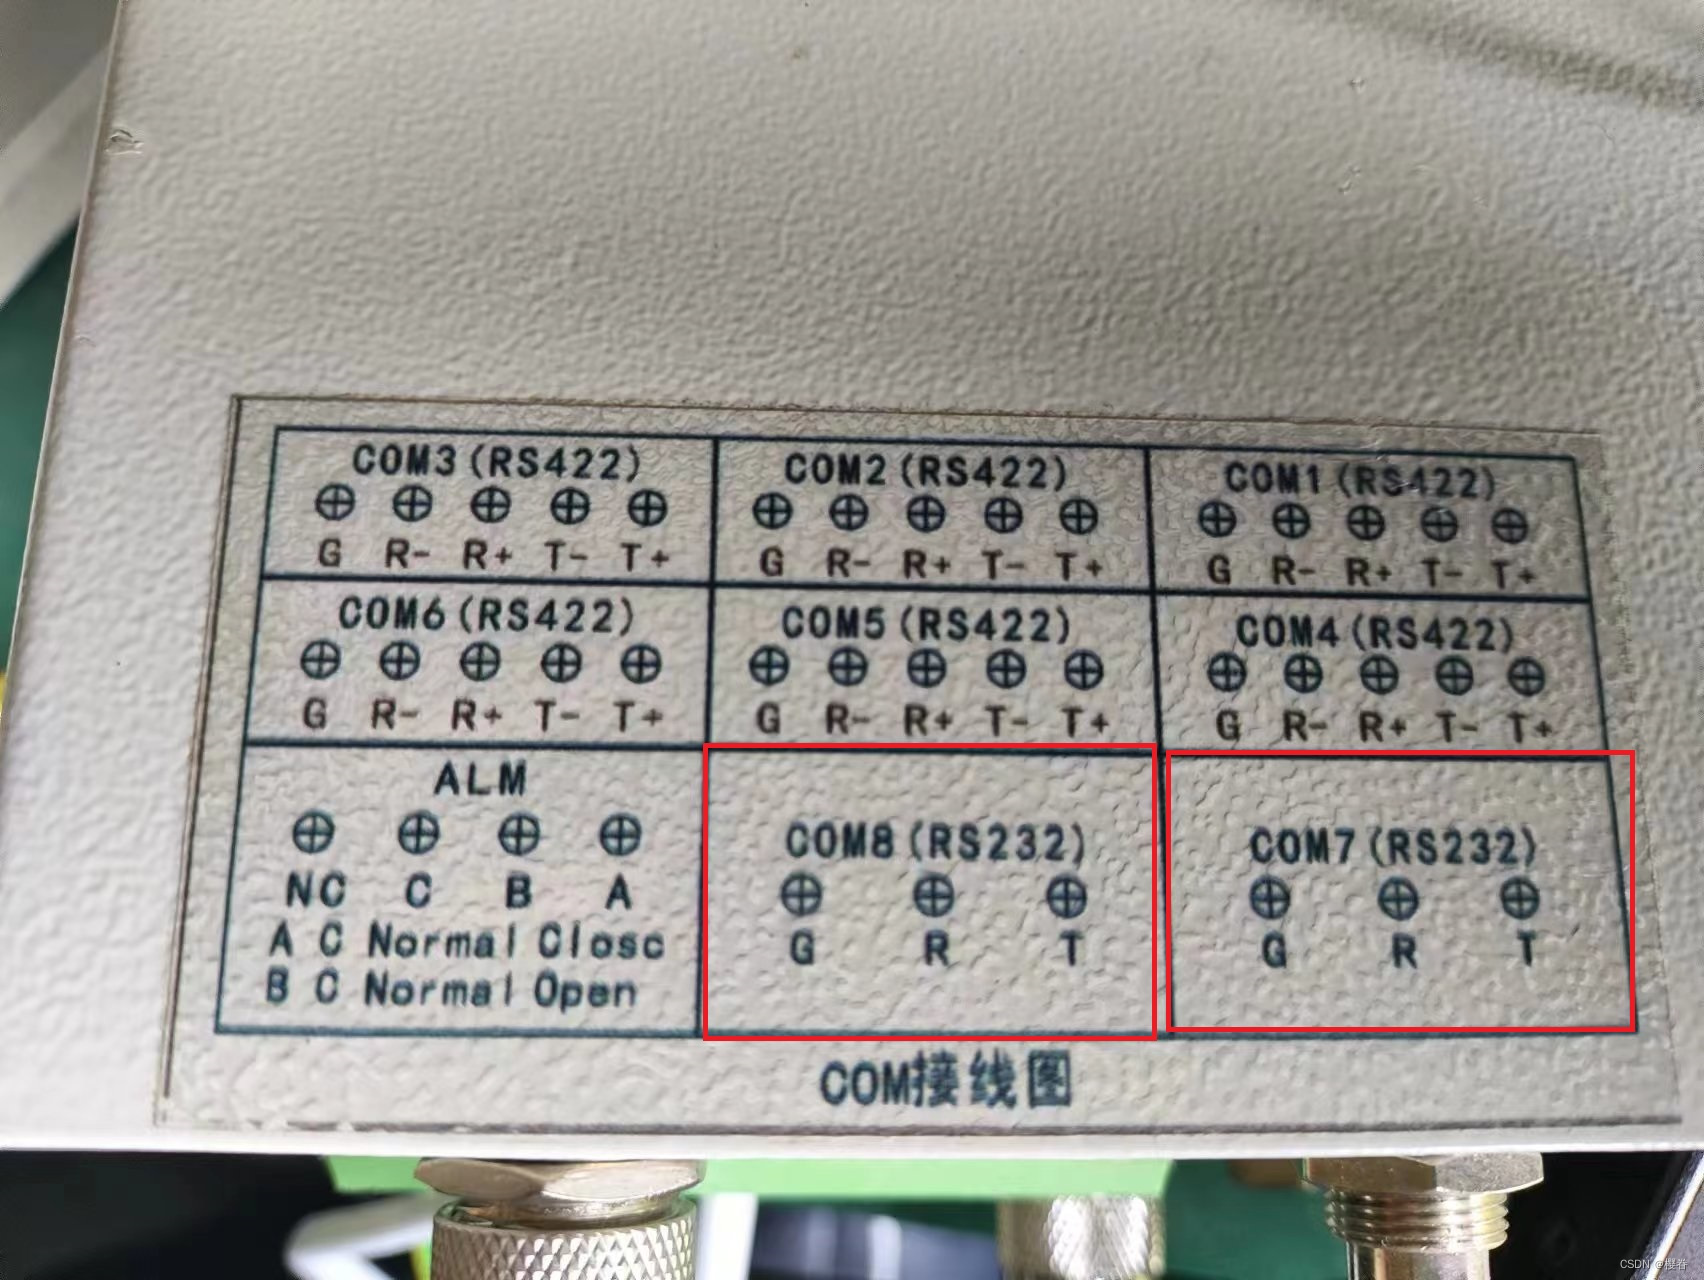 COM3(RS422) COM2(RS422) COM1(RS422)
G R- R+ T- T+ G R- R+ T- T+ G R- R+ T- T+
COM6(RS422) COM5(RS422) COM4(RS422)
G R- R+ T- T+ G R- R+ T- T+ G R- R+ T- T+
ALM
NC C B A
A C Normal Close
B C Normal Open
COM8(RS232)
G R T
COM7(RS232)
G R T
COM接线图